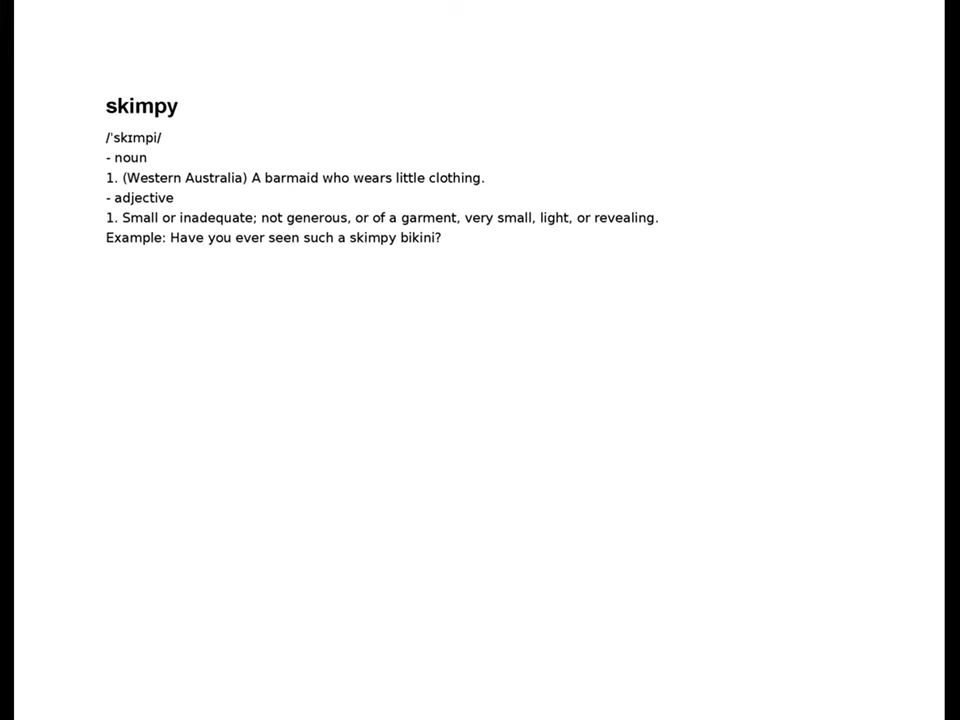 skimpy
/ˈskɪmpi/
- noun
1. (Western Australia) A barmaid who wears little clothing.
- adjective
1. Small or inadequate; not generous, or of a garment, very small, light, or revealing.
Example: Have you ever seen such a skimpy bikini?